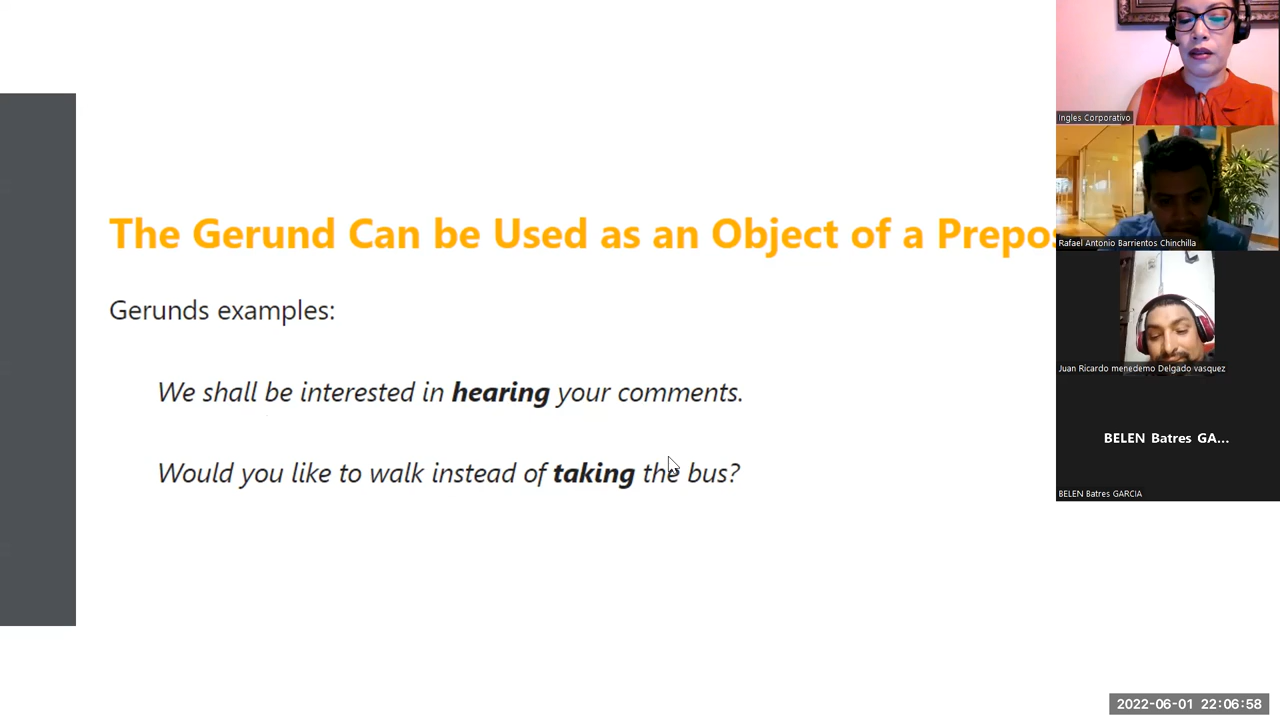 The Gerund Can be Used as an Object of a Prepos
Gerunds examples:
We shall be interested in hearing your comments.
Would you like to walk instead of taking the bus?
Ingles Corporativo
Rafael Antonio Barrientos Chinchilla
Juan Ricardo menedemo Delgado vasquez
BELEN Batres GA...
BELEN Batres GARCIA
2022-06-01 22:06:58